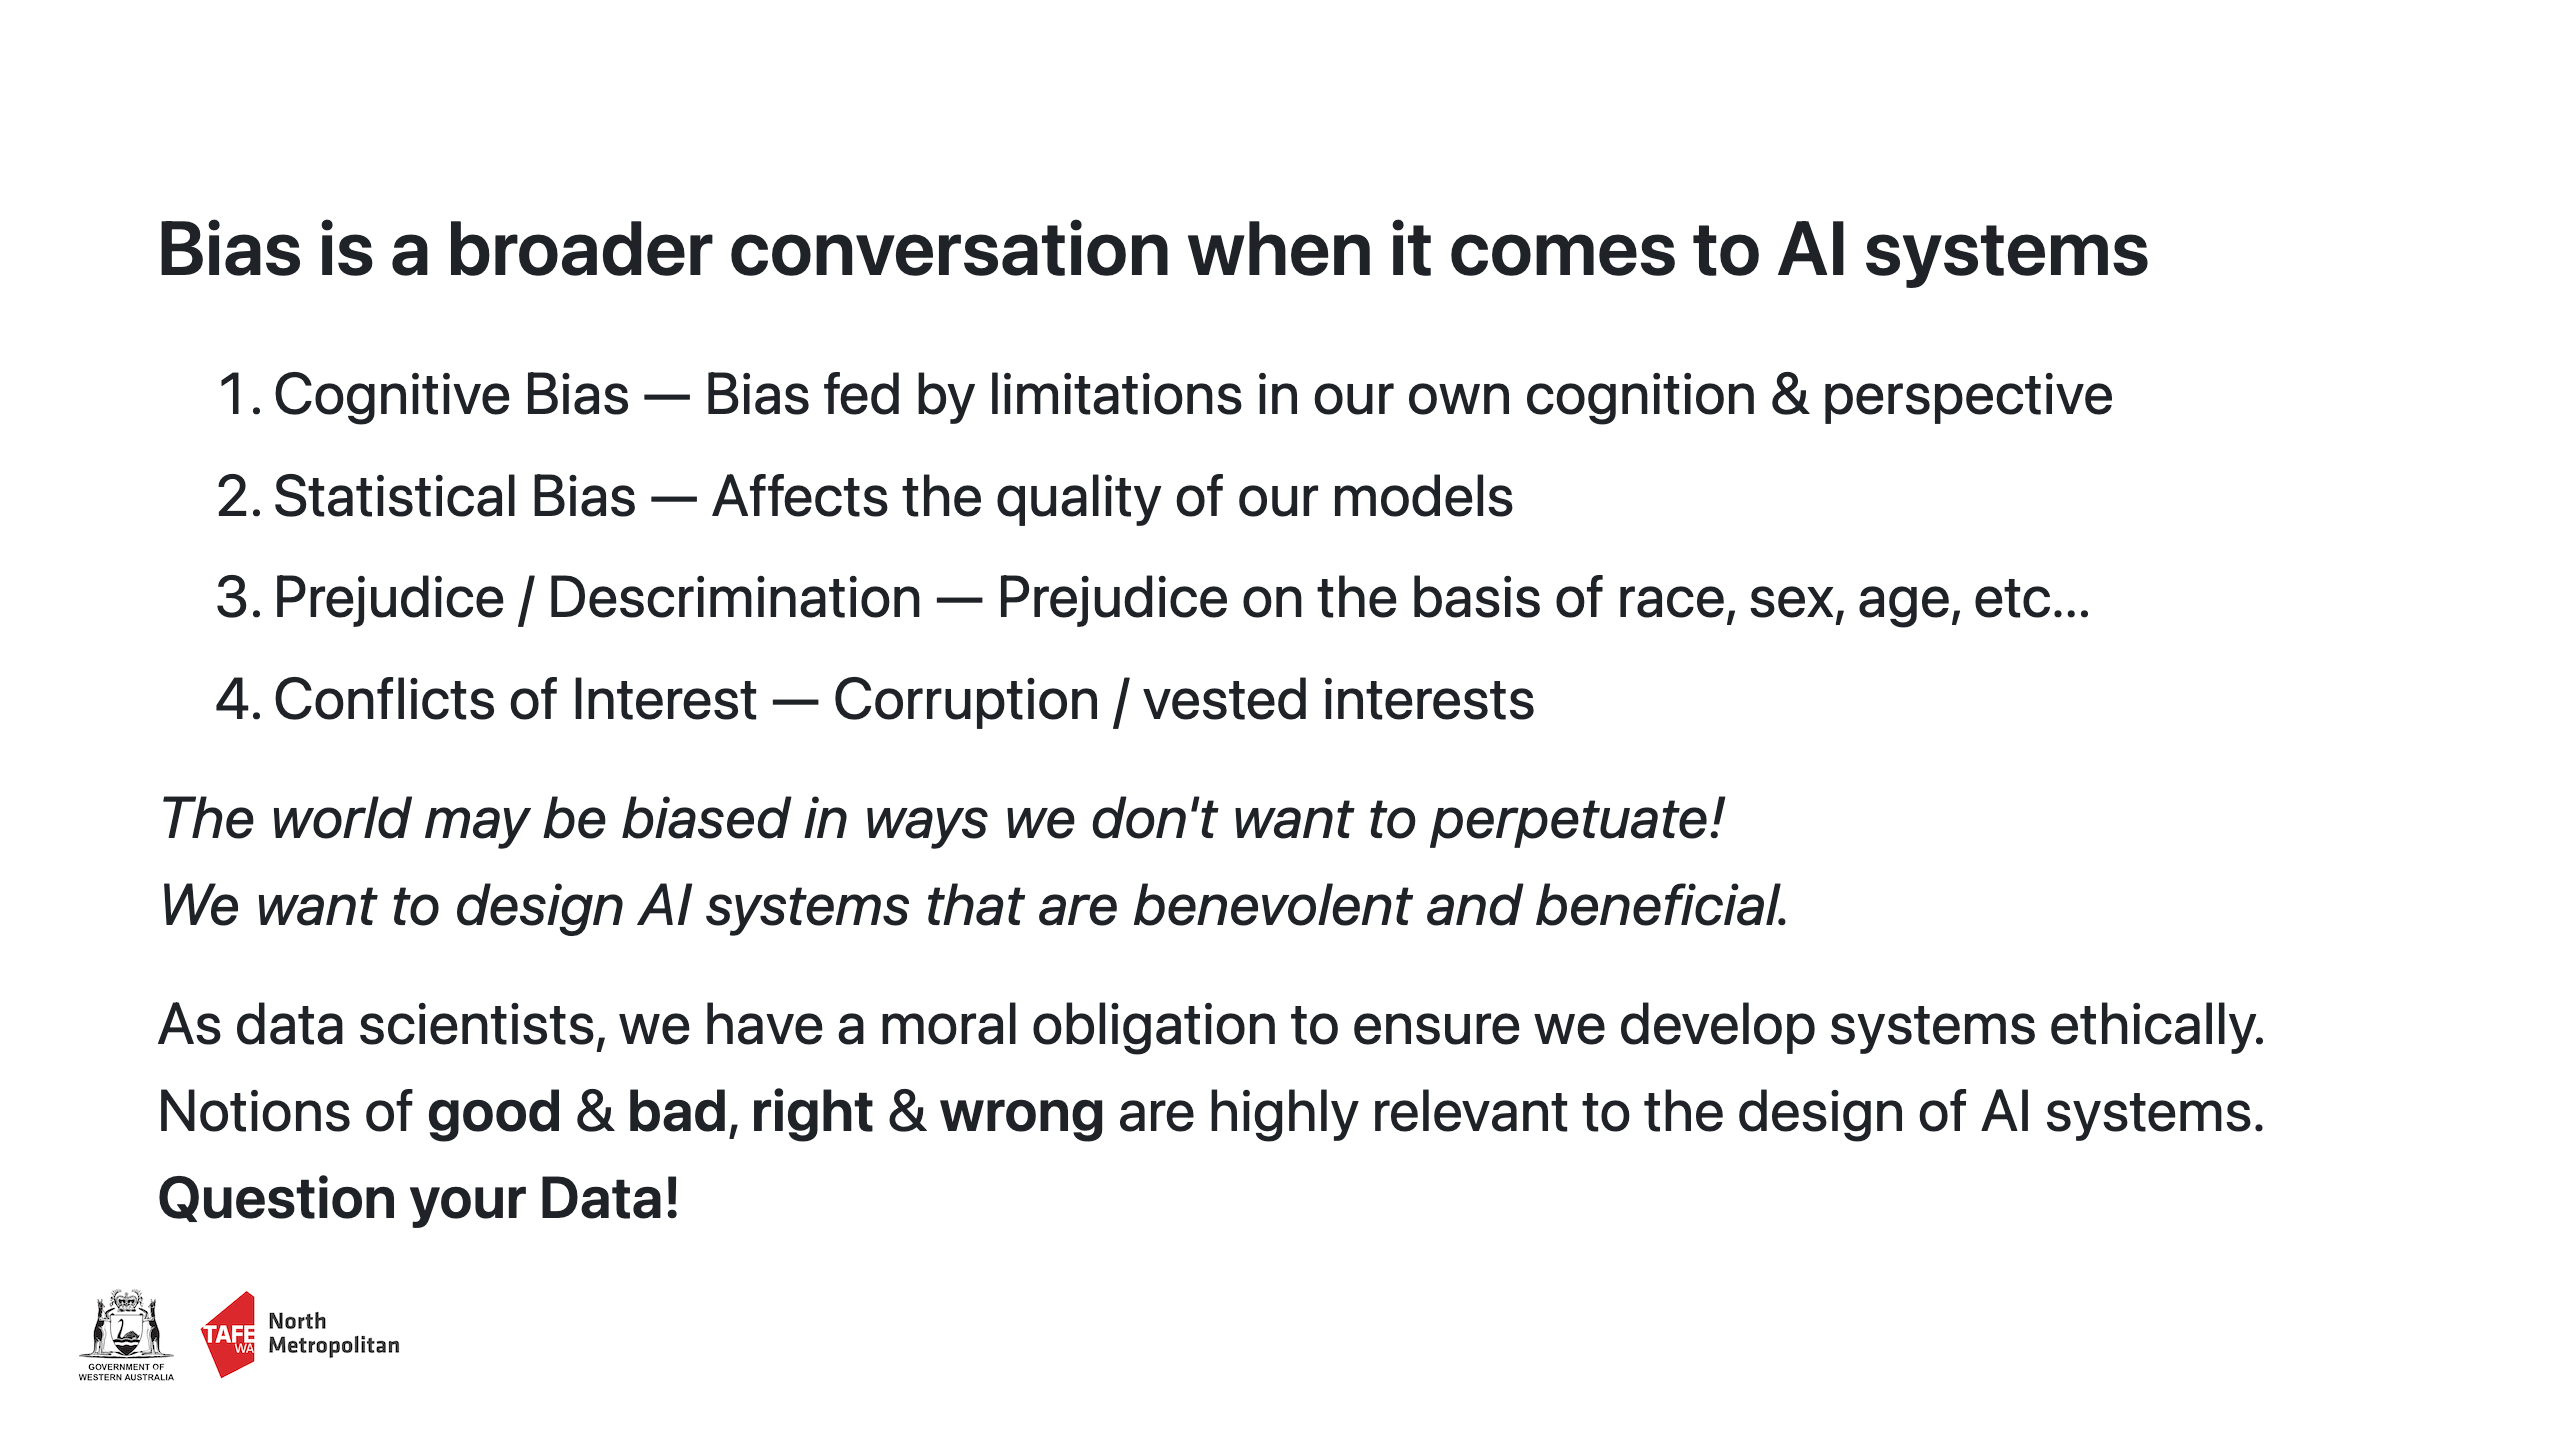 Bias is a broader conversation when it comes to AI systems
1. Cognitive Bias — Bias fed by limitations in our own cognition & perspective
2. Statistical Bias — Affects the quality of our models
3. Prejudice / Descrimination — Prejudice on the basis of race, sex, age, etc...
4. Conflicts of Interest — Corruption / vested interests
The world may be biased in ways we don't want to perpetuate!
We want to design AI systems that are benevolent and beneficial.
As data scientists, we have a moral obligation to ensure we develop systems ethically.
Notions of good & bad, right & wrong are highly relevant to the design of AI systems.
Question your Data!
GOVERNMENT OF
WESTERN AUSTRALIA
TAFE
WA
North
Metropolitan